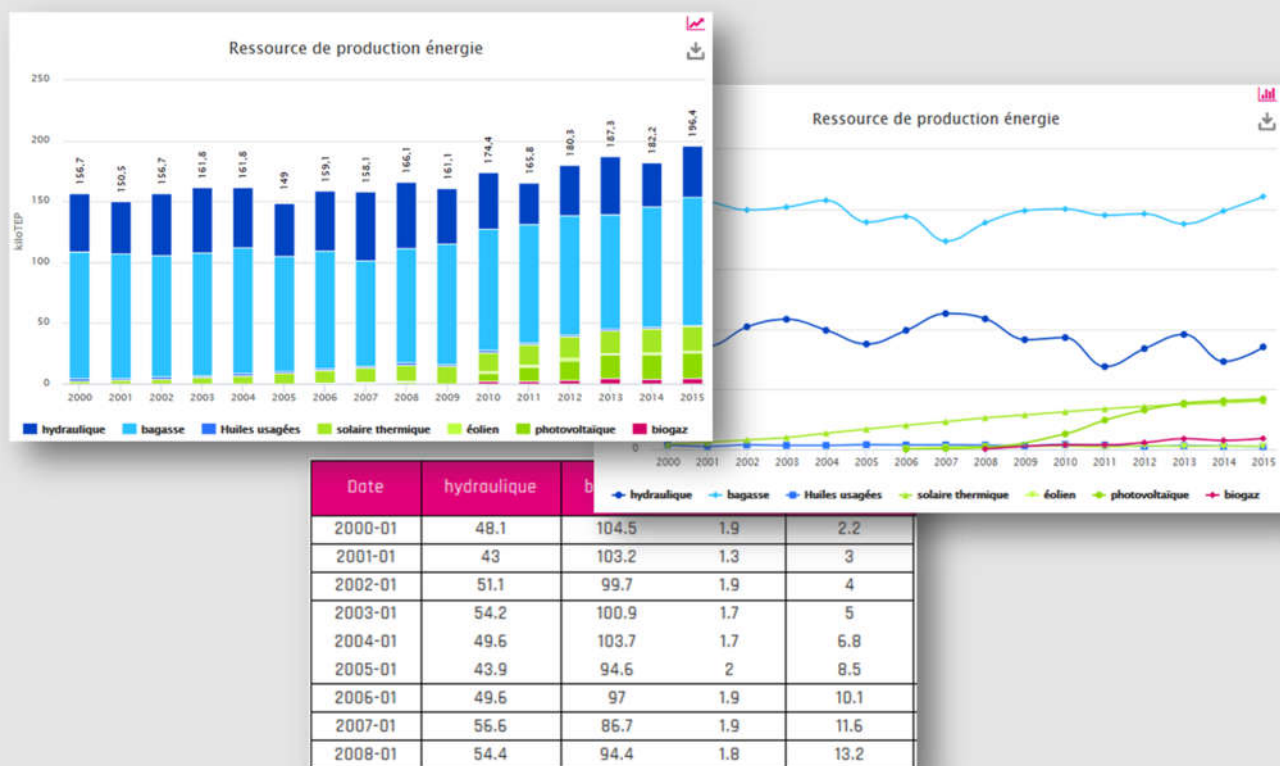 Ressource de production énergie
250
200
150
100
50
0
kiloTEP
156,7
150,5
156,7
161,8
161,8
149
159,1
158,1
166,1
161,1
174,4
165,8
180,3
187,3
182,2
196,4
2000 2001 2002 2003 2004 2005 2006 2007 2008 2009 2010 2011 2012 2013 2014 2015
hydraulique bagasse Huiles usagées solaire thermique éolien photovoltaïque biogaz
Ressource de production énergie
0
2000 2001 2002 2003 2004 2005 2006 2007 2008 2009 2010 2011 2012 2013 2014 2015
hydraulique bagasse Huiles usagées solaire thermique éolien photovoltaïque biogaz
Date hydraulique b
2000-01 48.1 104.5 1.9 2.2
2001-01 43 103.2 1.3 3
2002-01 51.1 99.7 1.9 4
2003-01 54.2 100.9 1.7 5
2004-01 49.6 103.7 1.7 6.8
2005-01 43.9 94.6 2 8.5
2006-01 49.6 97 1.9 10.1
2007-01 56.6 86.7 1.9 11.6
2008-01 54.4 94.4 1.8 13.2